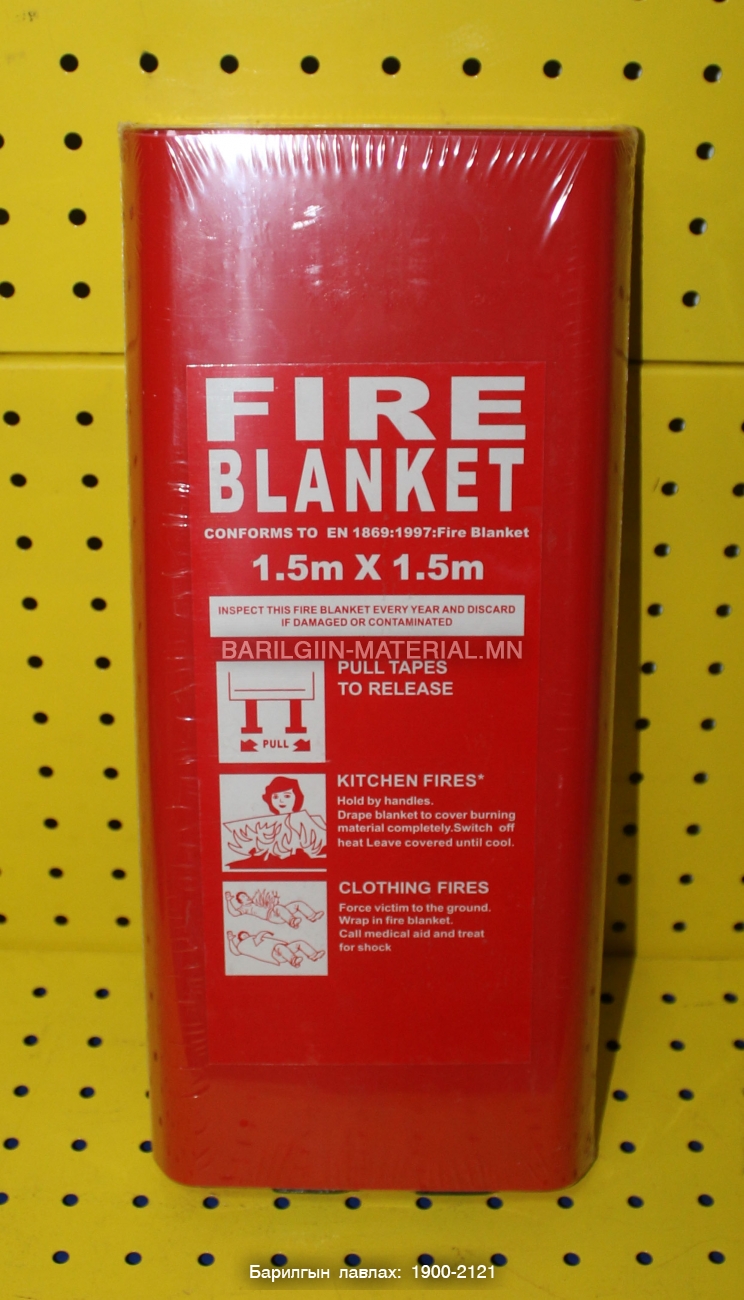 FIRE
BLANKET
CONFORMS TO EN 1869:1997:Fire Blanket
1.5m X 1.5m
INSPECT THIS FIRE BLANKET EVERY YEAR AND DISCARD
IF DAMAGED OR CONTAMINATED
BARILGIIN-MATERIAL.MN
PULL TAPES
TO RELEASE
PULL
KITCHEN FIRES*
Hold by handles.
Drape blanket to cover burning
material completely.Switch off
heat Leave covered until cool.
CLOTHING FIRES
Force victim to the ground.
Wrap in fire blanket.
Call medical aid and treat
for shock
Барилгын лавлах: 1900-2121